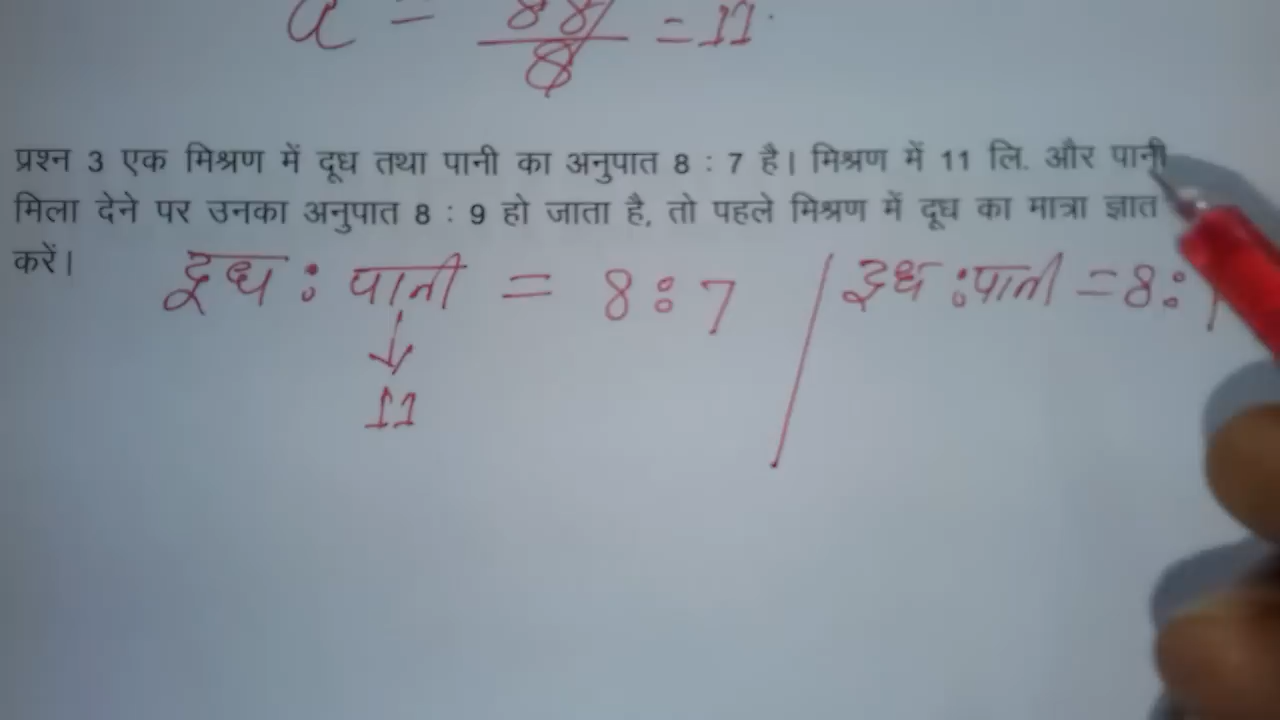 a = 88/8 = 11
प्रश्न 3 एक मिश्रण में दूध तथा पानी का अनुपात 8 : 7 है। मिश्रण में 11 लि. और पानी
मिला देने पर उनका अनुपात 8 : 9 हो जाता है, तो पहले मिश्रण में दूध का मात्रा ज्ञात
करें।
दूध : पानी = 8 : 7 / दूध : पानी = 8 :
↓
11